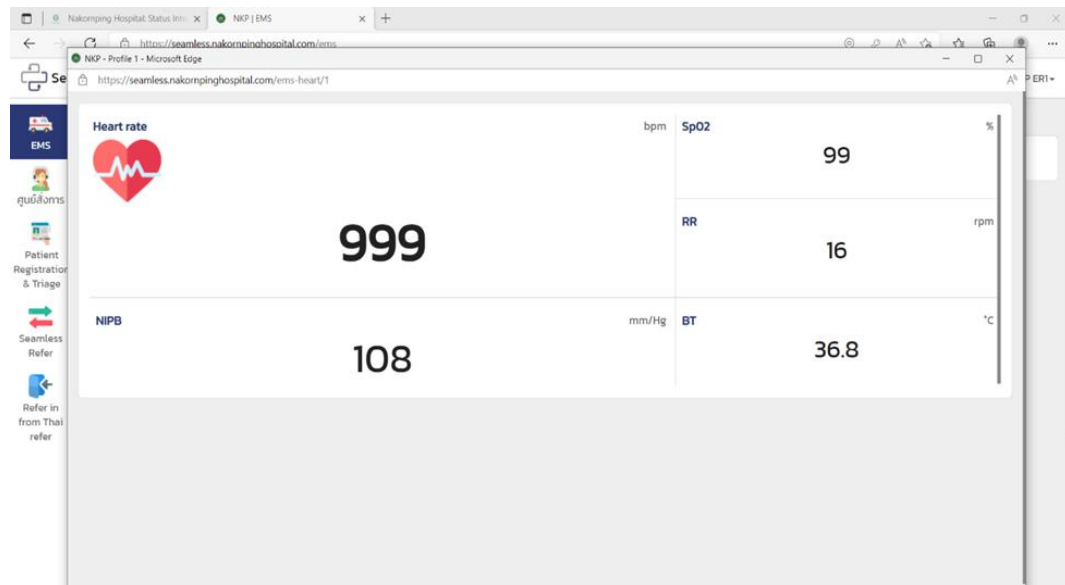 Nakornping Hospital: Status Int
NKP | EMS
https://seamless.nakornpinghospital.com/ems
NKP - Profile 1 - Microsoft Edge
https://seamless.nakornpinghospital.com/ems-heart/1
Se
P ER1
EMS
ศูนย์สั่งการ
Patient
Registration
& Triage
Seamless
Refer
Refer in
from Thai
refer
Heart rate
bpm
999
SpO2
%
99
RR
rpm
16
NIPB
mm/Hg
108
BT
°C
36.8